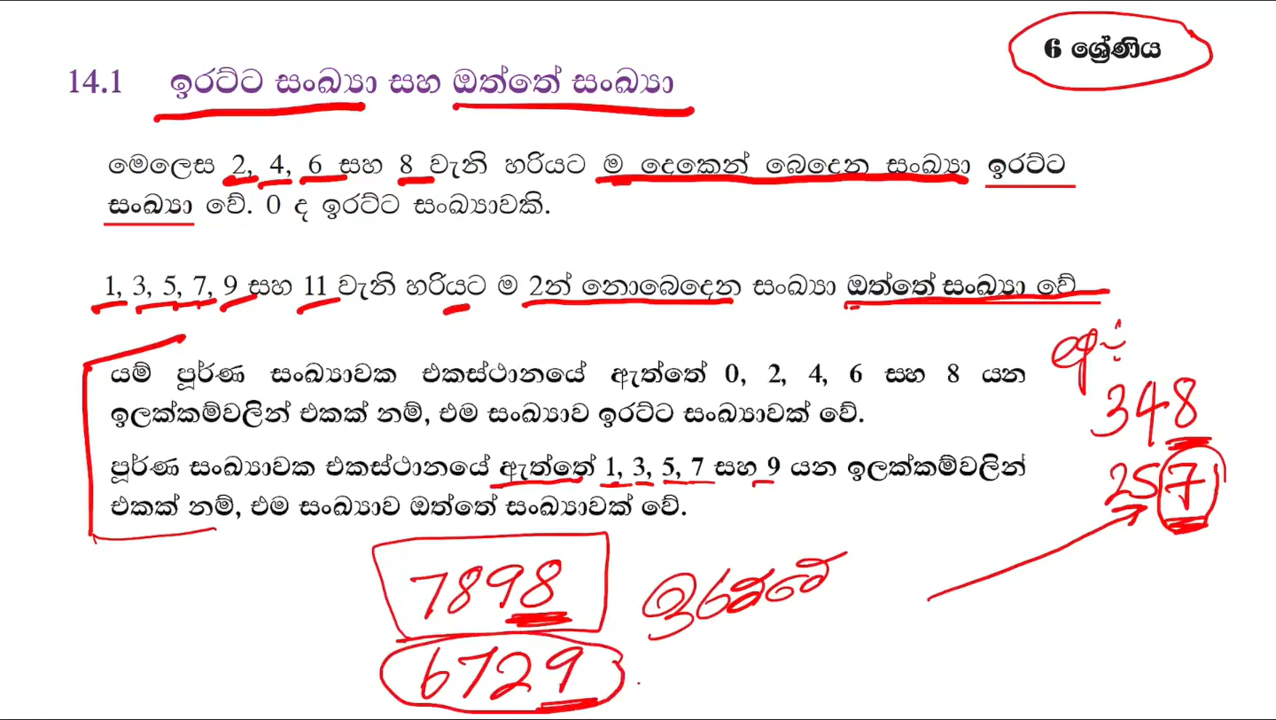 6 ශ්‍රේණිය
14.1 ඉරට්ට සංඛ්‍යා සහ ඔත්තේ සංඛ්‍යා
මෙලෙස 2, 4, 6 සහ 8 වැනි හරියට ම දෙකෙන් බෙදෙන සංඛ්‍යා ඉරට්ට
සංඛ්‍යා වේ. 0 ද ඉරට්ට සංඛ්‍යාවකි.
1, 3, 5, 7, 9 සහ 11 වැනි හරියට ම 2න් නොබෙදෙන සංඛ්‍යා ඔත්තේ සංඛ්‍යා වේ
යම් පූර්ණ සංඛ්‍යාවක එකස්ථානයේ ඇත්තේ 0, 2, 4, 6 සහ 8 යන
ඉලක්කම්වලින් එකක් නම්, එම සංඛ්‍යාව ඉරට්ට සංඛ්‍යාවක් වේ.
පූර්ණ සංඛ්‍යාවක එකස්ථානයේ ඇත්තේ 1, 3, 5, 7 සහ 9 යන ඉලක්කම්වලින්
එකක් නම්, එම සංඛ්‍යාව ඔත්තේ සංඛ්‍යාවක් වේ.
348
257
7898 ඉරට්ටේ
6729